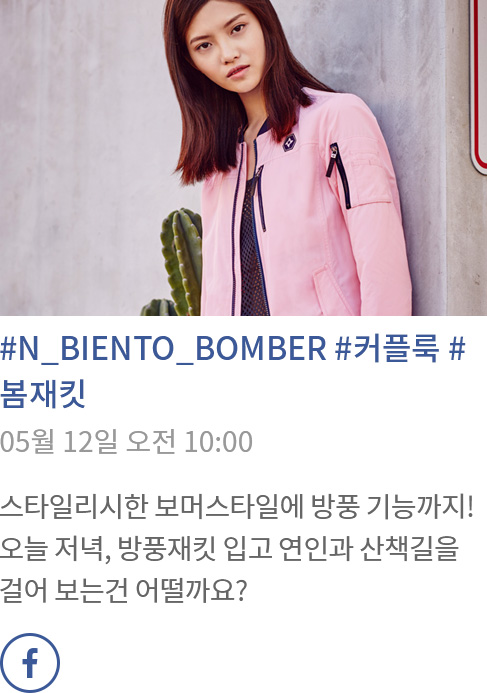 #N_BIENTO_BOMBER #커플룩 #
봄재킷
05월 12일 오전 10:00
스타일리시한 보머스타일에 방풍 기능까지!
오늘 저녁, 방풍재킷 입고 연인과 산책길을
걸어 보는건 어떨까요?
f